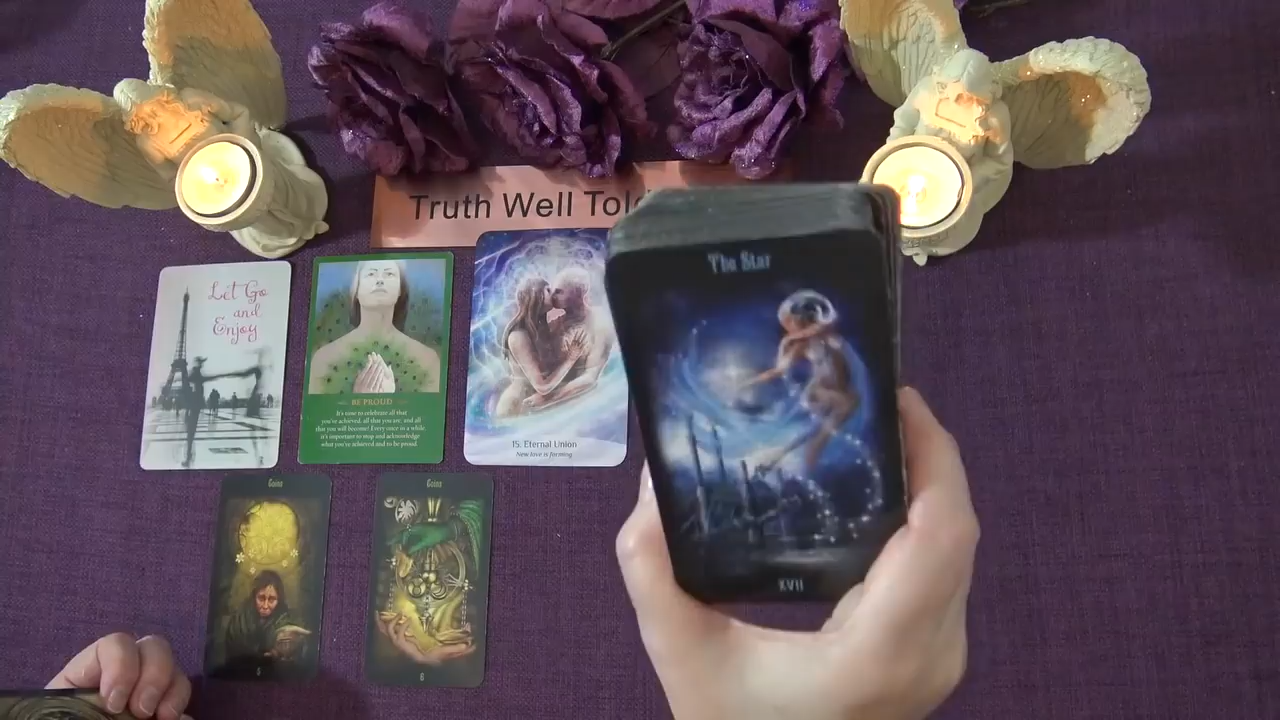 Truth Well Tol
The Star
XVII
Let Go
and
Enjoy
BE PROUD
It's time to celebrate all that
you've achieved, all that you are, and all
that you will become! Every once in a while,
it's important to stop and acknowledge
what you've achieved and to be proud.
15. Eternal Union
New love is forming
Coins
5
Coins
6